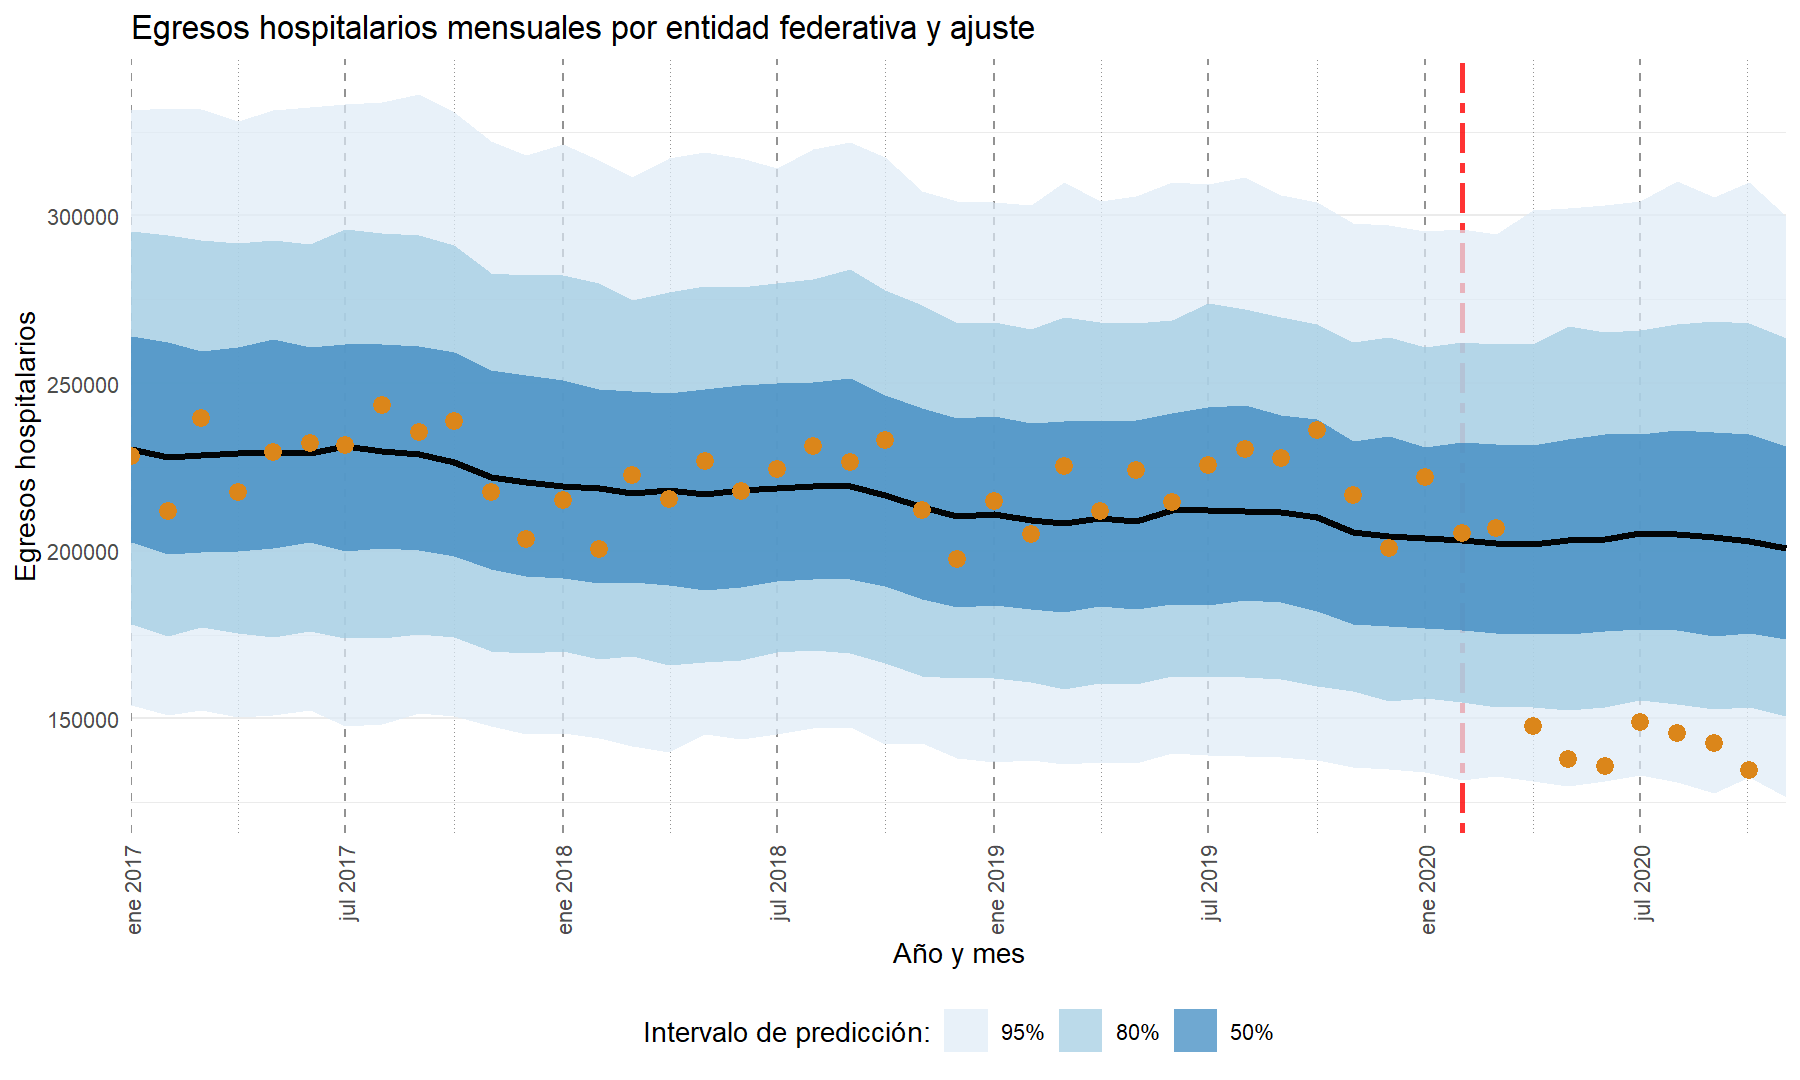 Egresos hospitalarios mensuales por entidad federativa y ajuste
Egresos hospitalarios
300000
250000
200000
150000
ene 2017
jul 2017
ene 2018
jul 2018
ene 2019
jul 2019
ene 2020
jul 2020
Año y mes
Intervalo de predicción: 95% 80% 50%